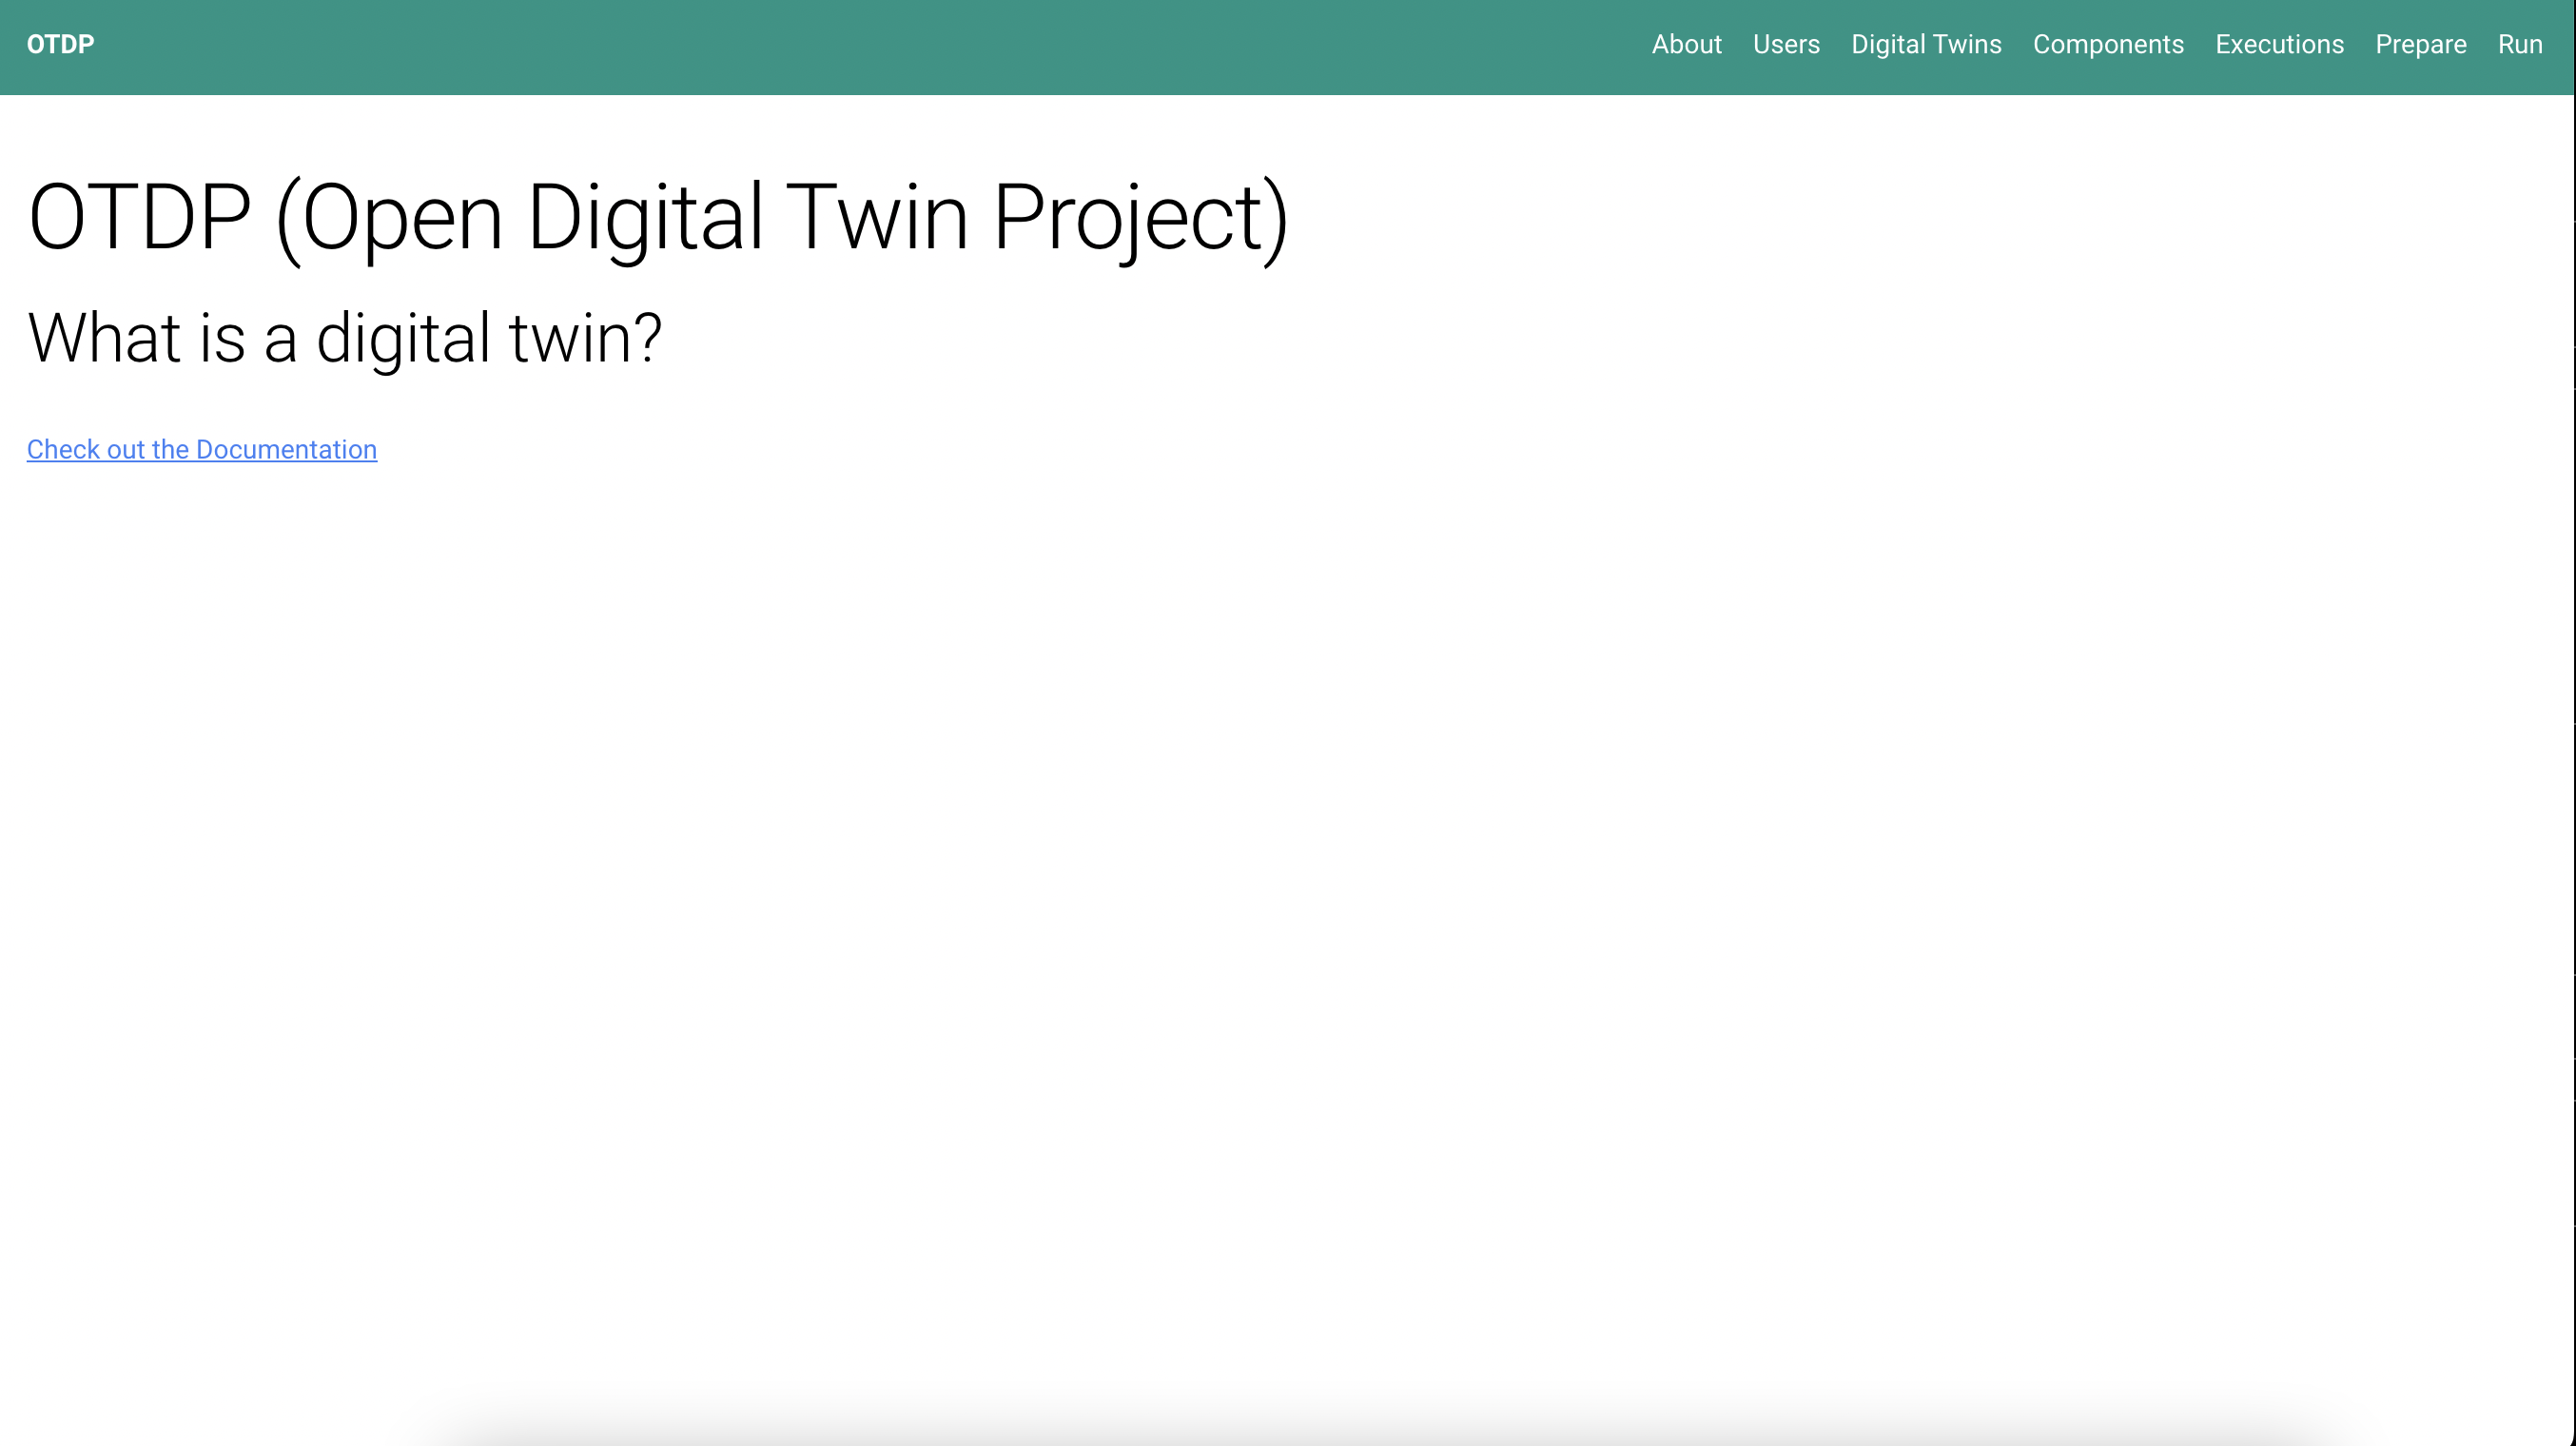 OTDP
About Users Digital Twins Components Executions Prepare Run
OTDP (Open Digital Twin Project)
What is a digital twin?
Check out the Documentation